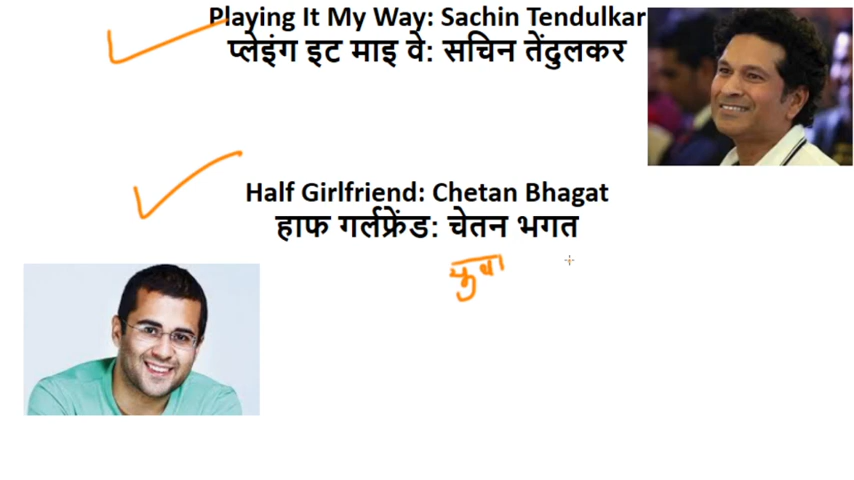 Playing It My Way: Sachin Tendulkar
प्लेइंग इट माइ वे: सचिन तेंदुलकर
Half Girlfriend: Chetan Bhagat
हाफ गर्लफ्रेंड: चेतन भगत
युवा